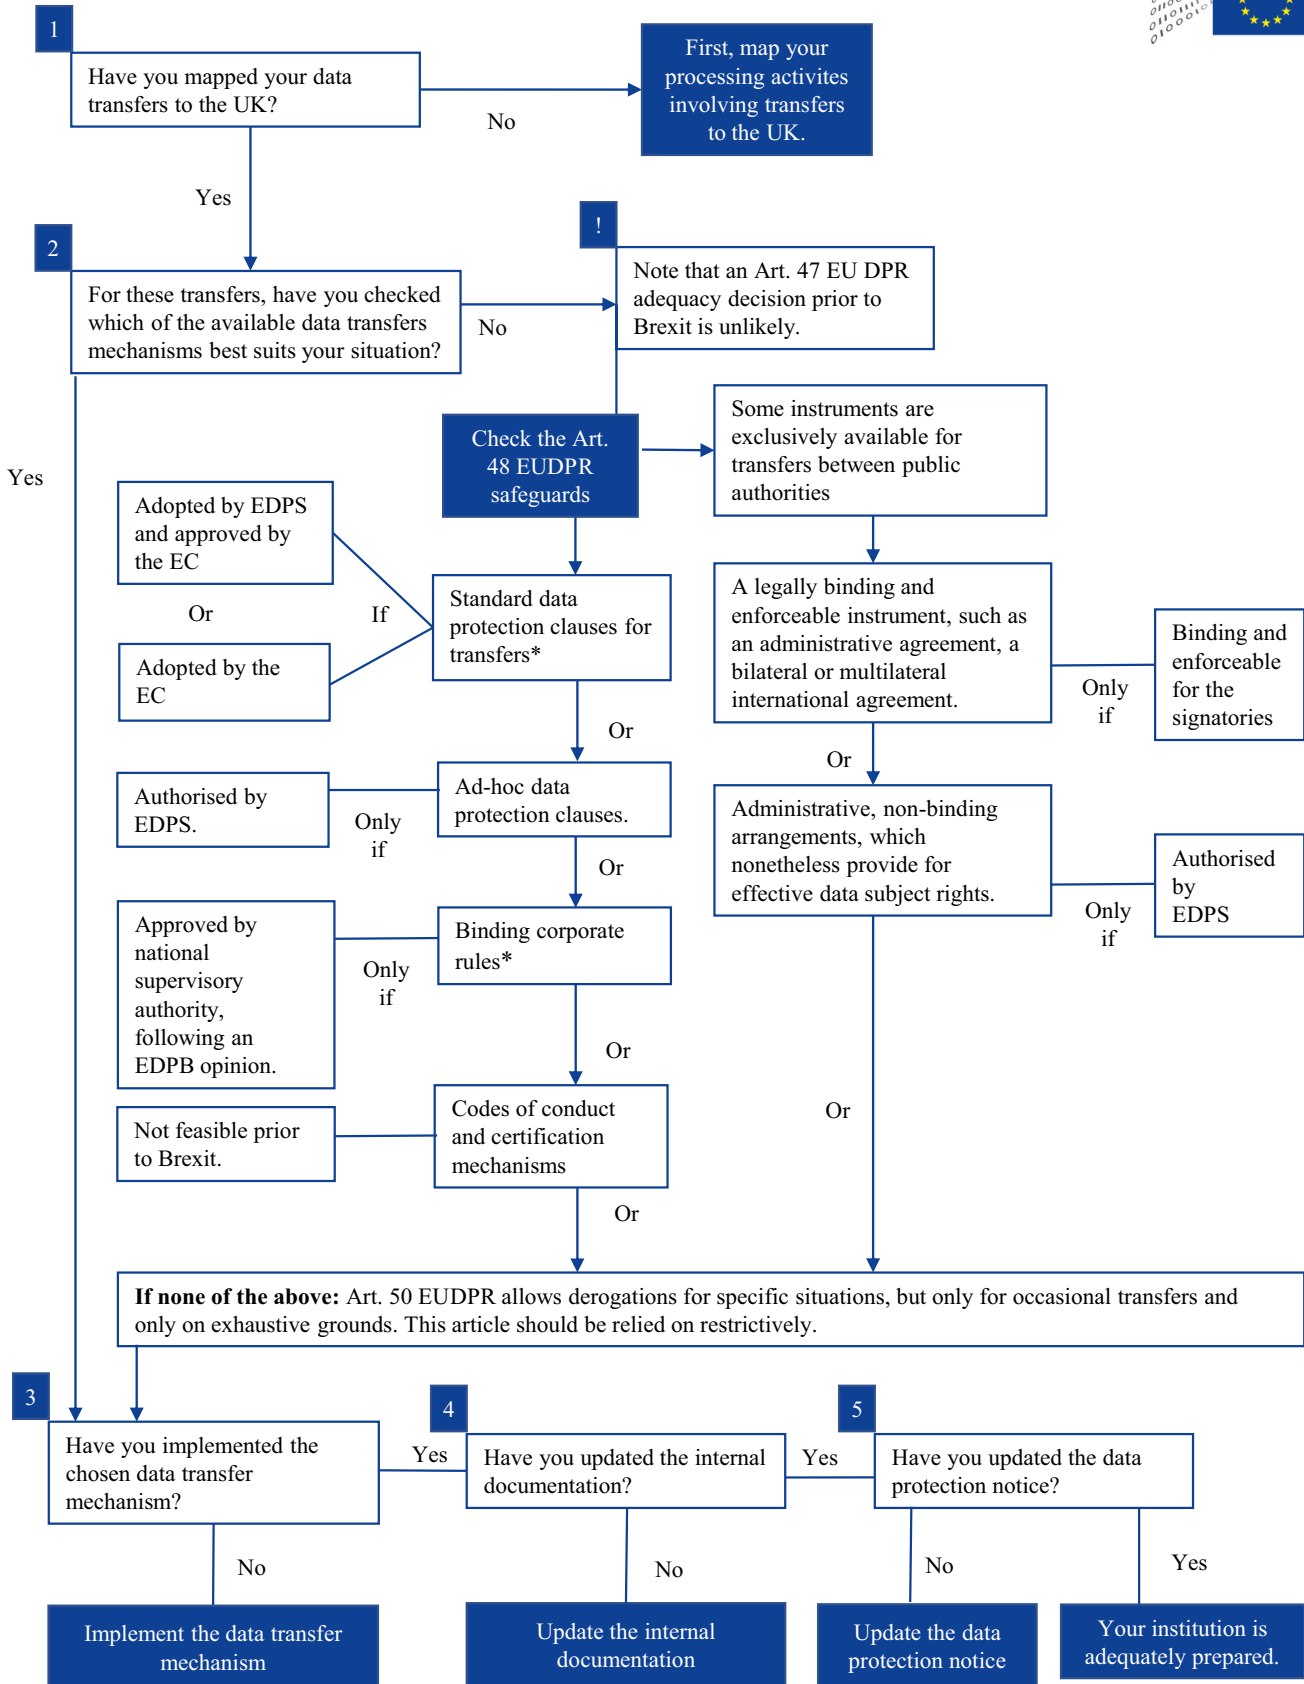 1
Have you mapped your data
transfers to the UK?
No
First, map your
processing activites
involving transfers
to the UK.
Yes
2
For these transfers, have you checked
which of the available data transfers
mechanisms best suits your situation?
No
!
Note that an Art. 47 EU DPR
adequacy decision prior to
Brexit is unlikely.
Yes
Check the Art.
48 EUDPR
safeguards
Some instruments are
exclusively available for
transfers between public
authorities
Adopted by EDPS
and approved by
the EC
Or
If
Adopted by the
EC
Standard data
protection clauses for
transfers*
A legally binding and
enforceable instrument, such as
an administrative agreement, a
bilateral or multilateral
international agreement.
Only
if
Binding and
enforceable
for the
signatories
Or
Or
Authorised by
EDPS.
Only
if
Ad-hoc data
protection clauses.
Administrative, non-binding
arrangements, which
nonetheless provide for
effective data subject rights.
Only
if
Authorised
by
EDPS
Or
Approved by
national
supervisory
authority,
following an
EDPB opinion.
Only
if
Binding corporate
rules*
Or
Not feasible prior
to Brexit.
Codes of conduct
and certification
mechanisms
Or
Or
If none of the above: Art. 50 EUDPR allows derogations for specific situations, but only for occasional transfers and
only on exhaustive grounds. This article should be relied on restrictively.
3
Have you implemented the
chosen data transfer
mechanism?
Yes
4
Have you updated the internal
documentation?
Yes
5
Have you updated the data
protection notice?
No
No
No
Yes
Implement the data transfer
mechanism
Update the internal
documentation
Update the data
protection notice
Your institution is
adequately prepared.